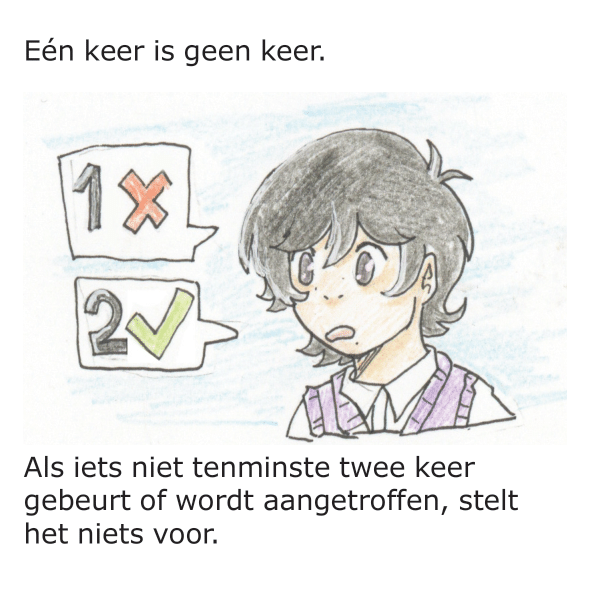 Eén keer is geen keer.
1 X
2 ✓
Als iets niet tenminste twee keer
gebeurt of wordt aangetroffen, stelt
het niets voor.